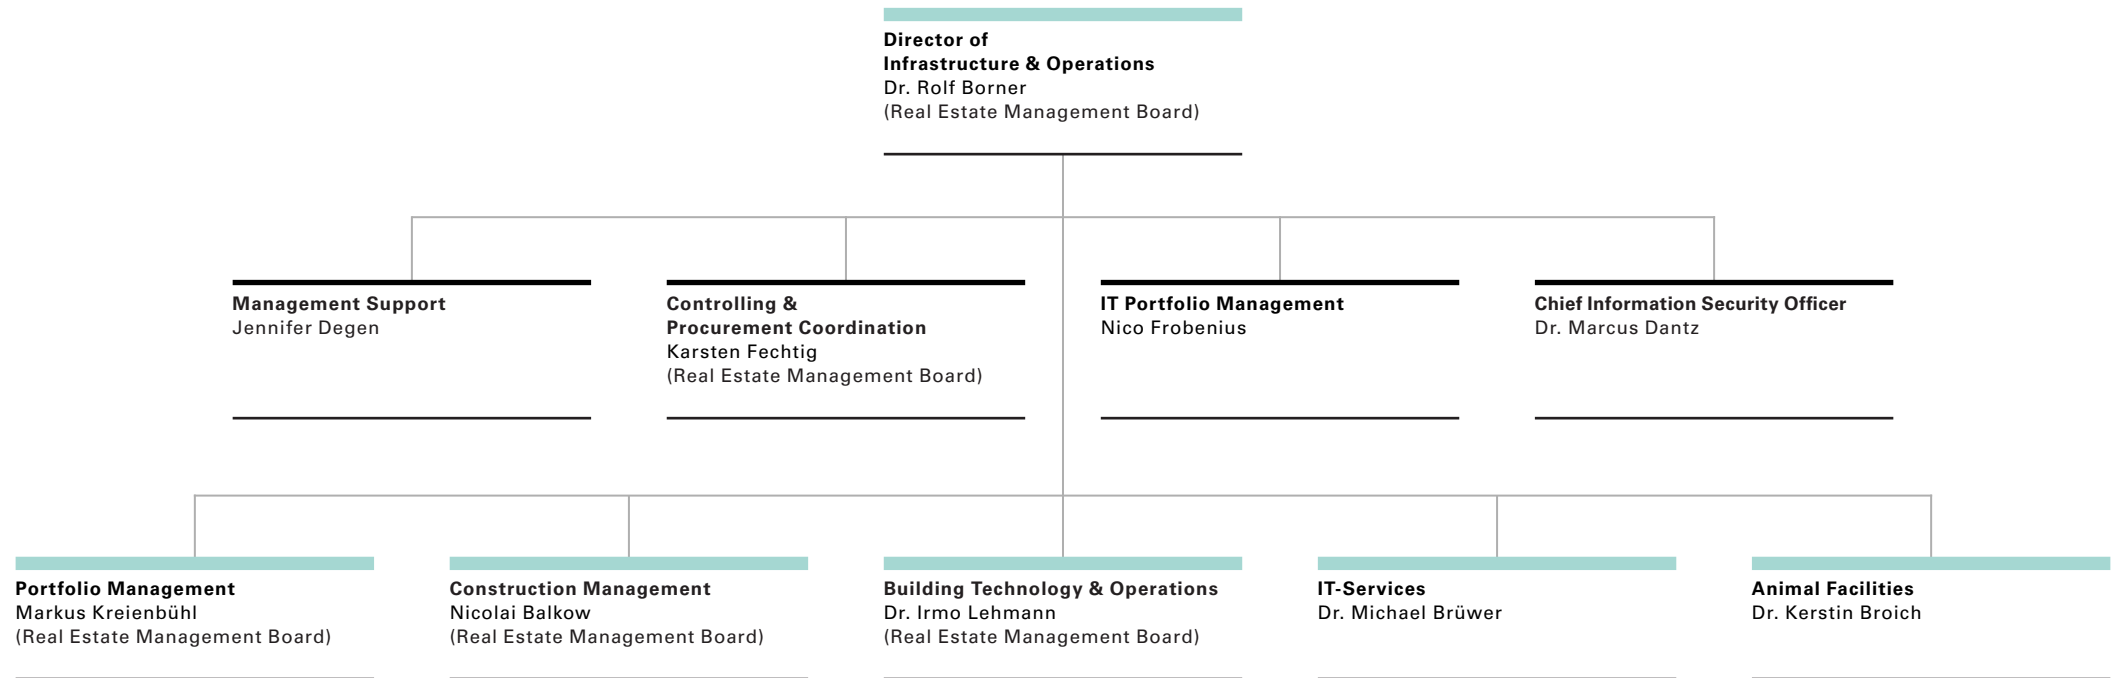 Director of
Infrastructure & Operations
Dr. Rolf Borner
(Real Estate Management Board)
Management Support
Jennifer Degen
Controlling &
Procurement Coordination
Karsten Fechtig
(Real Estate Management Board)
IT Portfolio Management
Nico Frobenius
Chief Information Security Officer
Dr. Marcus Dantz
Portfolio Management
Markus Kreienbühl
(Real Estate Management Board)
Construction Management
Nicolai Balkow
(Real Estate Management Board)
Building Technology & Operations
Dr. Irmo Lehmann
(Real Estate Management Board)
IT-Services
Dr. Michael Brüwer
Animal Facilities
Dr. Kerstin Broich